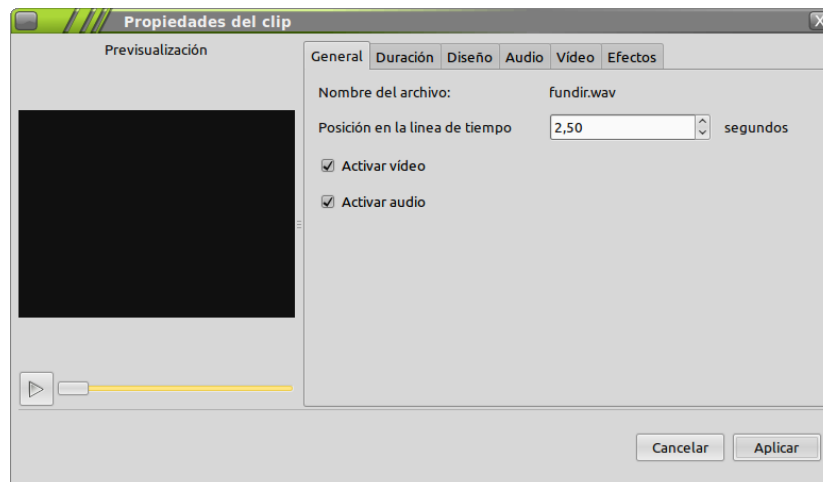 Propiedades del clip X
Previsualización
General Duración Diseño Audio Vídeo Efectos
Nombre del archivo: fundir.wav
Posición en la linea de tiempo 2,50 segundos
Activar vídeo
Activar audio
Cancelar Aplicar